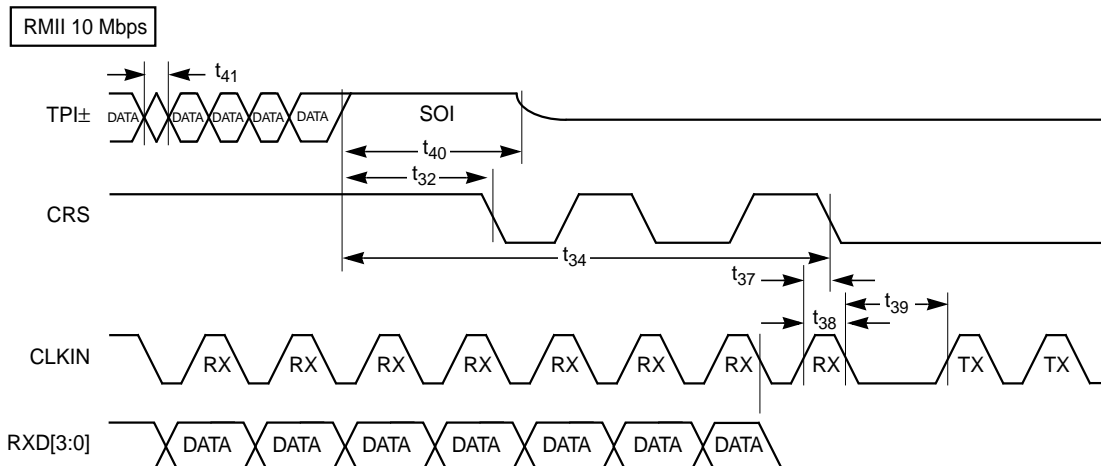 RMII 10 Mbps
t41
TPI± DATA DATA DATA DATA DATA SOI
t40
t32
CRS
t34
t37
t39
t38
CLKIN RX RX RX RX RX RX RX RX TX TX
RXD[3:0] DATA DATA DATA DATA DATA DATA DATA